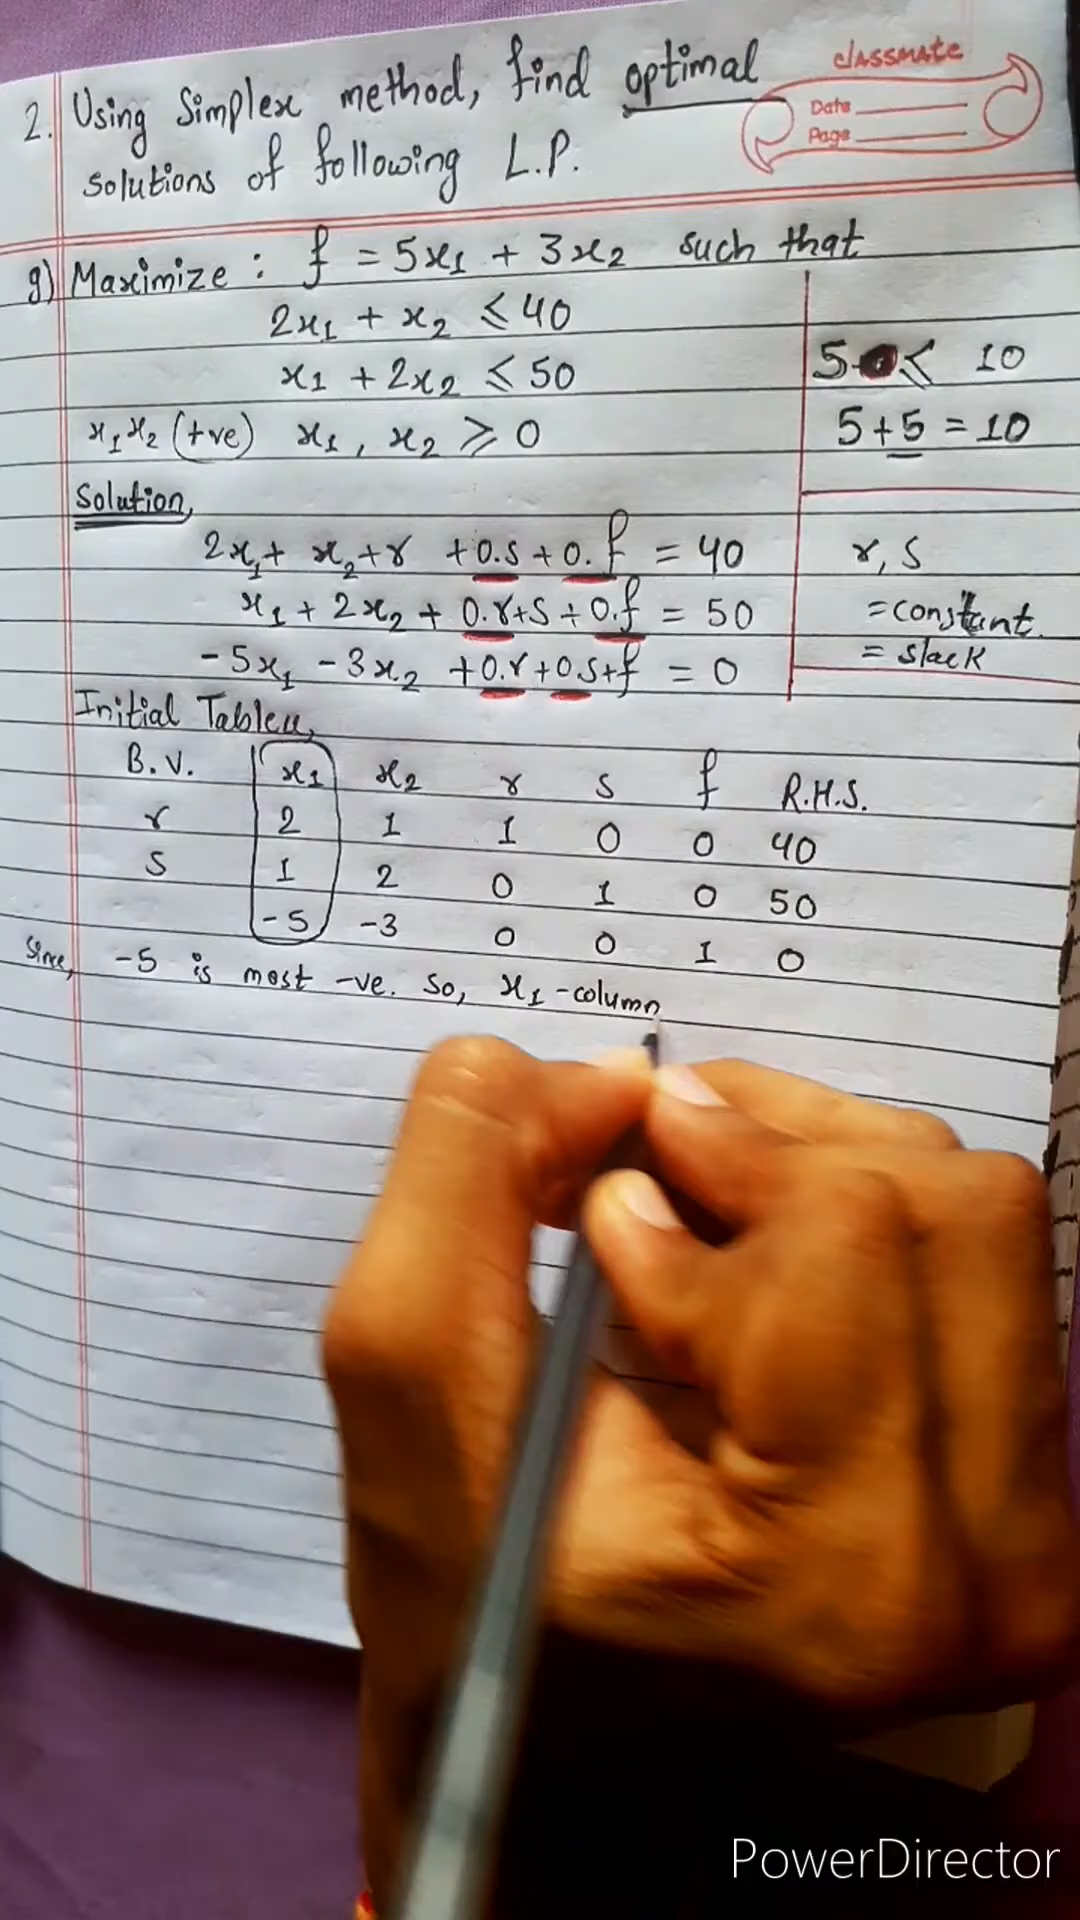 classmate
Date
Page
2. Using Simplex method, find optimal
solutions of following L.P.
g) Maximize : f = 5x₁ + 3x₂ such that
2x₁ + x₂ ≤ 40
x₁ + 2x₂ ≤ 50
x₁ x₂ (+ve) x₁, x₂ ≥ 0
5 ≤ 10
5+5 = 10
Solution,
2x₁ + x₂ + r + 0.s + 0.f = 40
x₁ + 2x₂ + 0.r + s + 0.f = 50
-5x₁ - 3x₂ + 0.r + 0.s + f = 0
r, s
= constant.
= slack
Initial Tableu,
B.V. x₁ x₂ r s f R.H.S.
r 2 1 1 0 0 40
s 1 2 0 1 0 50
-5 -3 0 0 1 0
Since, -5 is most -ve. So, x₁-column
PowerDirector